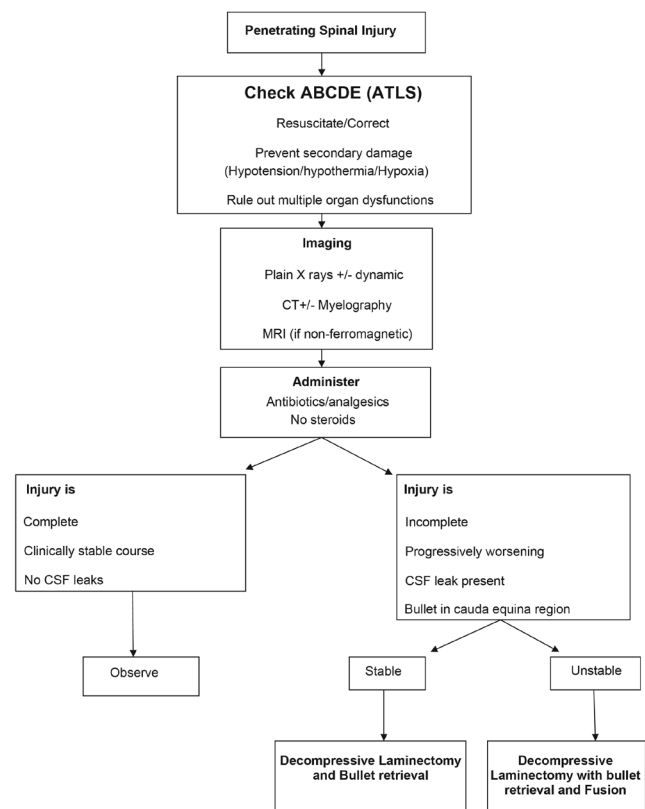 Penetrating Spinal Injury
Check ABCDE (ATLS)
Resuscitate/Correct
Prevent secondary damage
(Hypotension/hypothermia/Hypoxia)
Rule out multiple organ dysfunctions
Imaging
Plain X rays +/- dynamic
CT+/- Myelography
MRI (if non-ferromagnetic)
Administer
Antibiotics/analgesics
No steroids
Injury is
Complete
Clinically stable course
No CSF leaks
Injury is
Incomplete
Progressively worsening
CSF leak present
Bullet in cauda equina region
Observe
Stable
Unstable
Decompressive Laminectomy
and Bullet retrieval
Decompressive
Laminectomy with bullet
retrieval and Fusion